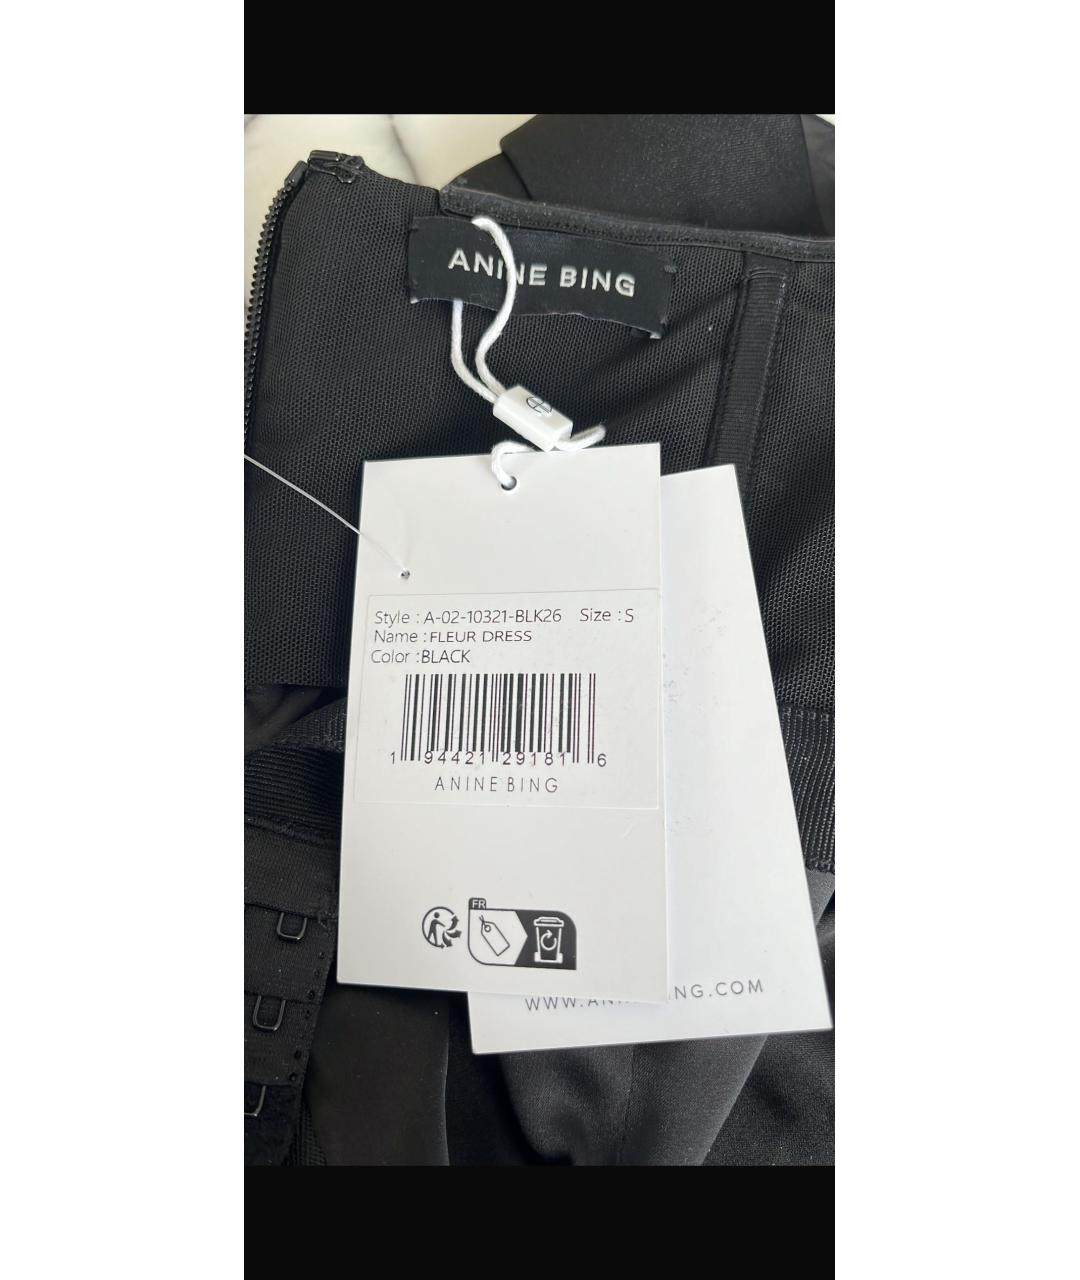 ANINE BING
AB
Style : A-02-10321-BLK26 Size : S
Name : FLEUR DRESS
Color : BLACK
1 94421 29181 6
ANINE BING
FR